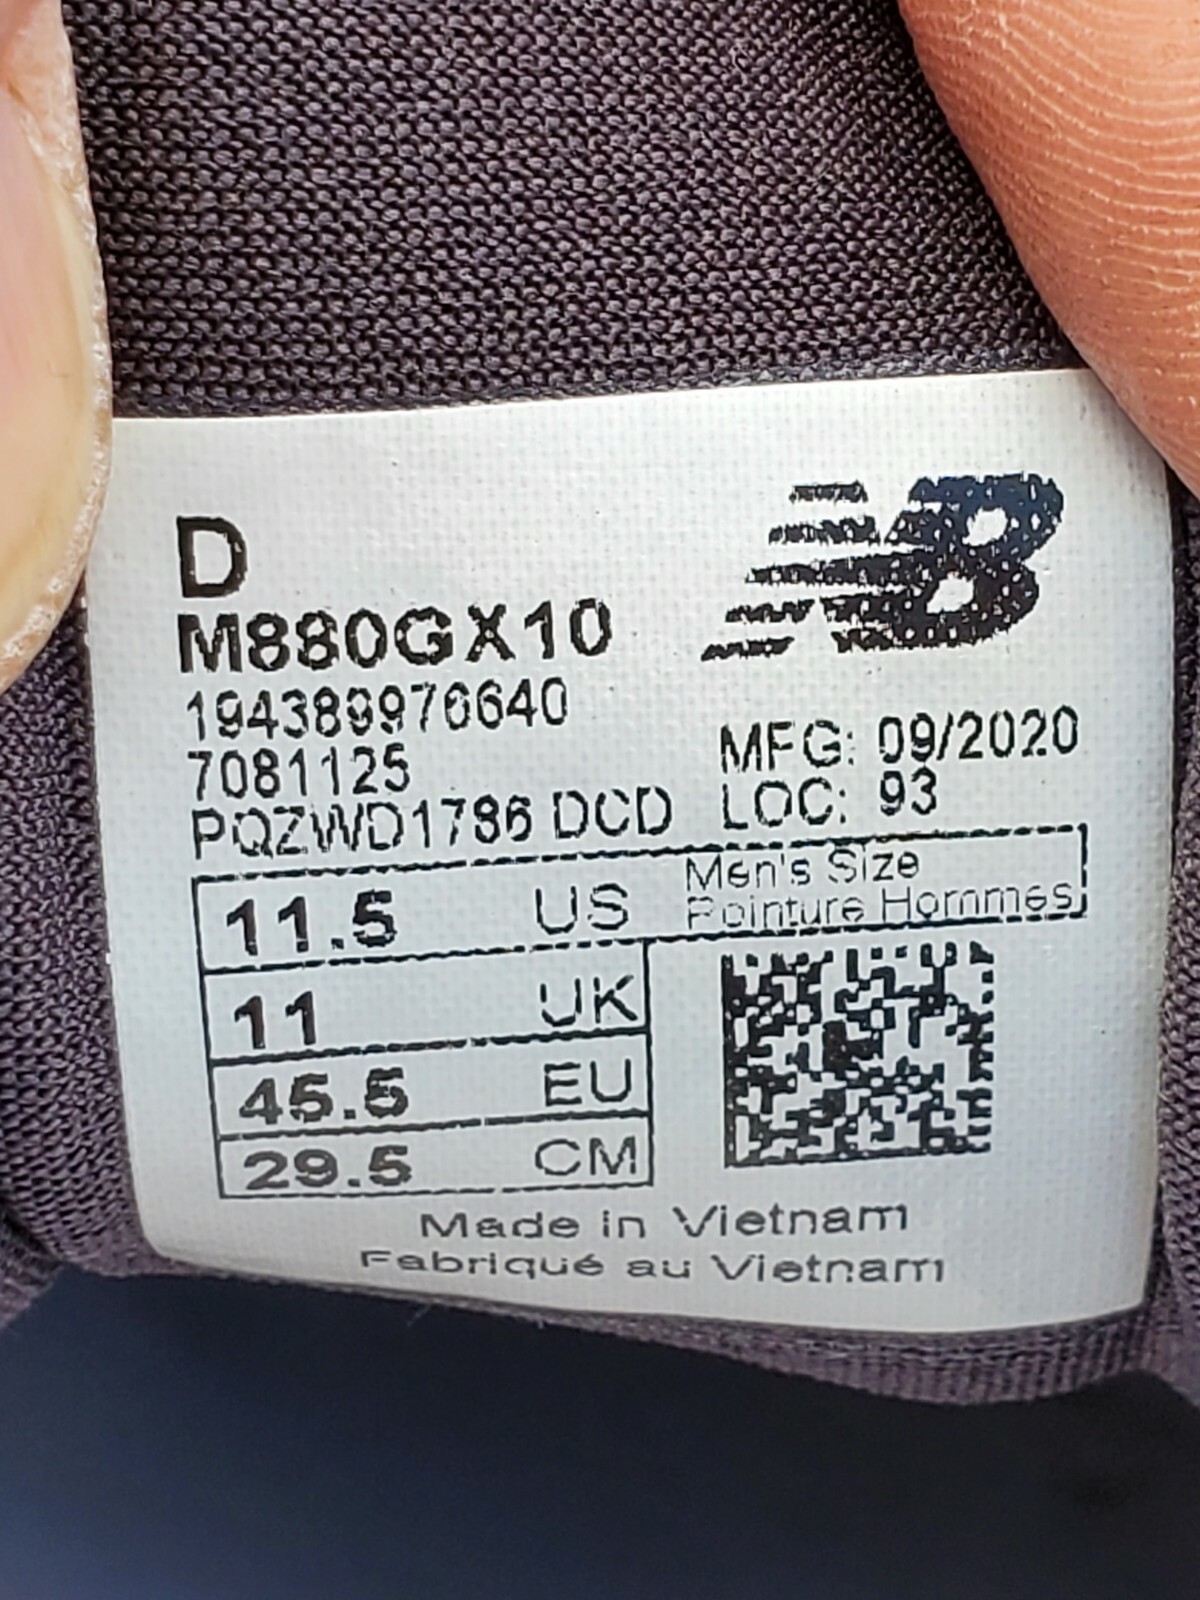 D
M880GX10
194389976640
7081125
PQZWD1786 DCD
MFG: 09/2020
LOC: 93
11.5 US
Men's Size
Pointure Hommes
11 UK
45.5 EU
29.5 CM
Made in Vietnam
Fabriqué au Vietnam